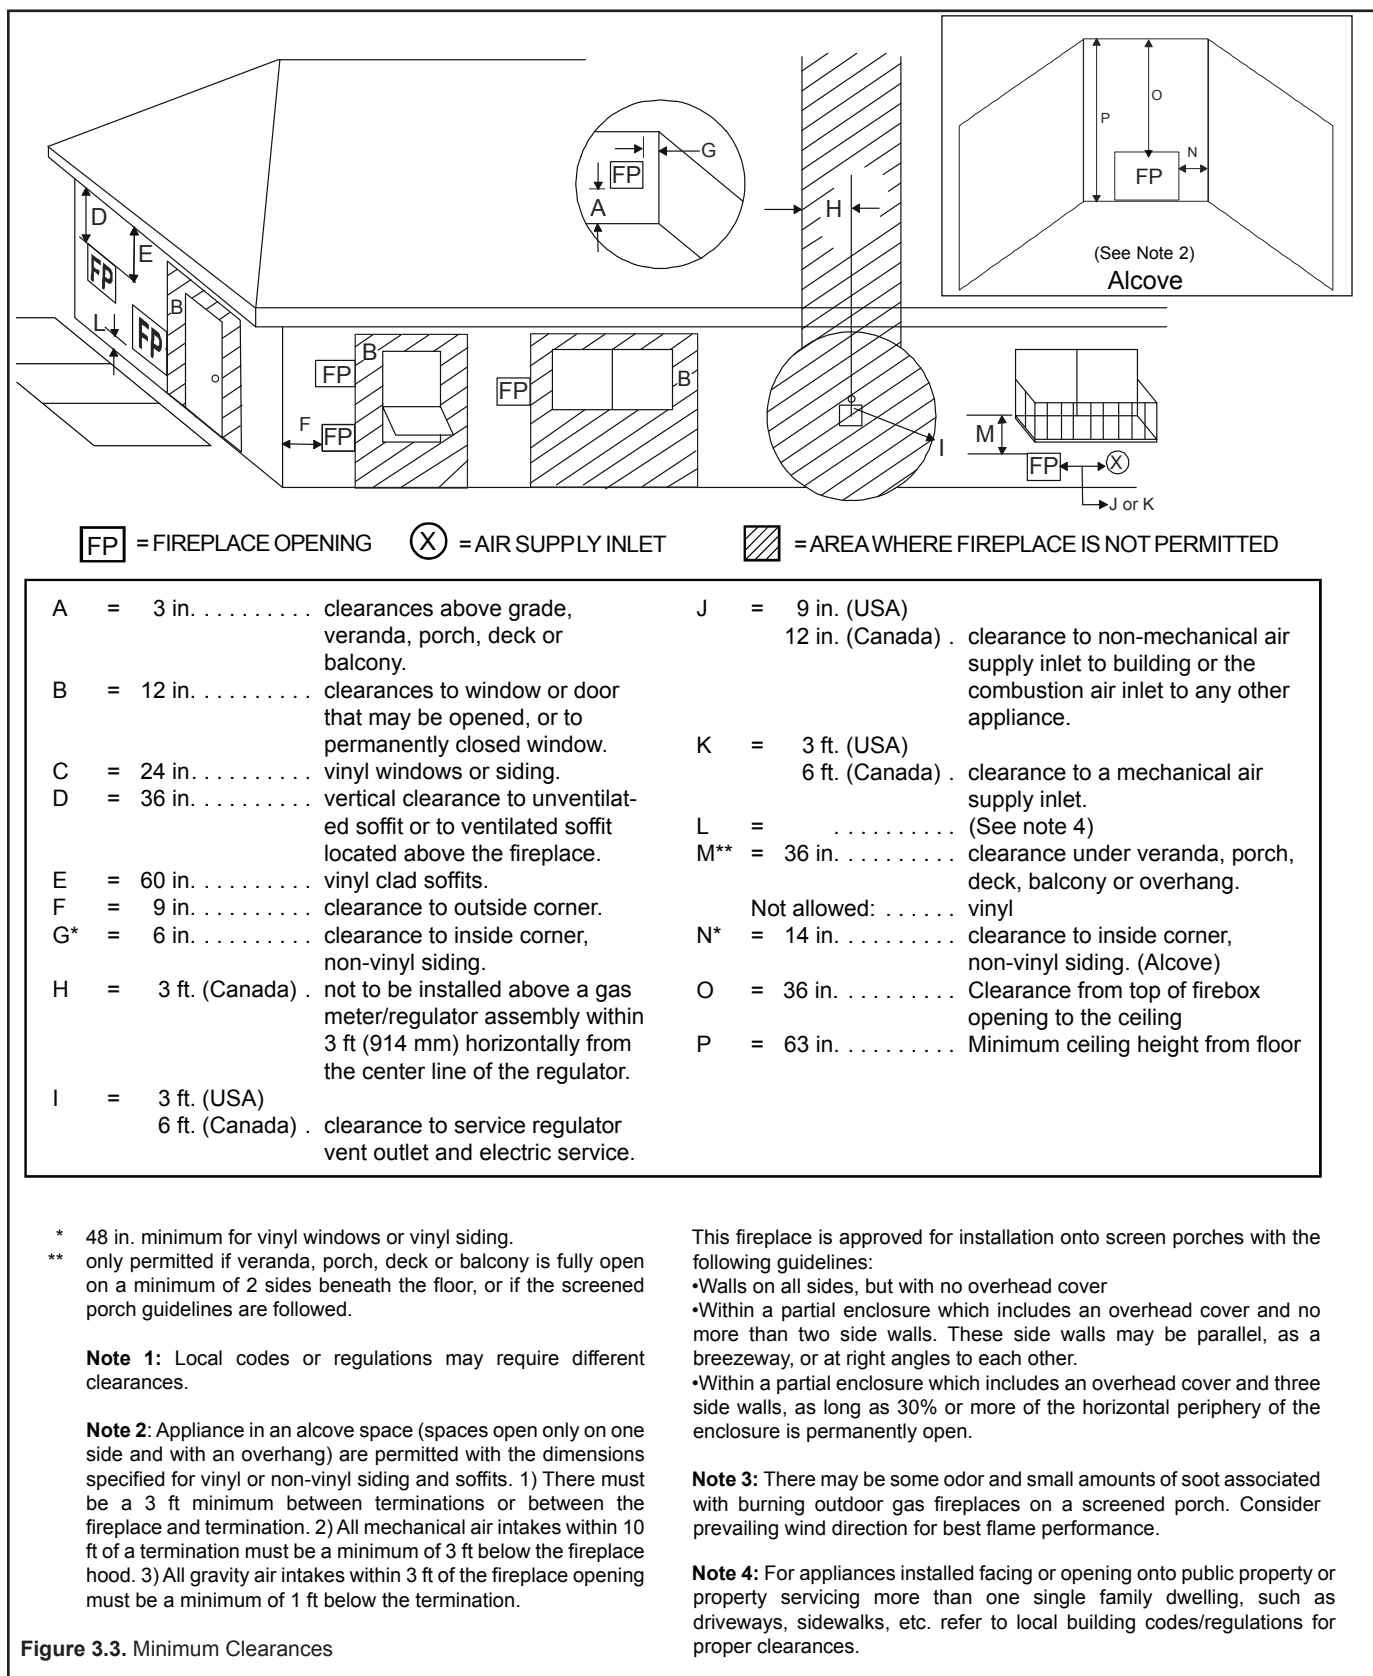 G
FP
A
H
P
O
N
FP
(See Note 2)
Alcove
D
E
FP
B
L
FP
B
FP
F
FP
FP
B
I
M
FP
X
J or K
FP = FIREPLACE OPENING X = AIR SUPPLY INLET = AREA WHERE FIREPLACE IS NOT PERMITTED
A = 3 in. . . . . . . . . . clearances above grade,
veranda, porch, deck or
balcony.
B = 12 in. . . . . . . . . . clearances to window or door
that may be opened, or to
permanently closed window.
C = 24 in. . . . . . . . . . vinyl windows or siding.
D = 36 in. . . . . . . . . . vertical clearance to unventilat-
ed soffit or to ventilated soffit
located above the fireplace.
E = 60 in. . . . . . . . . . vinyl clad soffits.
F = 9 in. . . . . . . . . . clearance to outside corner.
G* = 6 in. . . . . . . . . . clearance to inside corner,
non-vinyl siding.
H = 3 ft. (Canada) . not to be installed above a gas
meter/regulator assembly within
3 ft (914 mm) horizontally from
the center line of the regulator.
I = 3 ft. (USA)
6 ft. (Canada) . clearance to service regulator
vent outlet and electric service.
J = 9 in. (USA)
12 in. (Canada) . clearance to non-mechanical air
supply inlet to building or the
combustion air inlet to any other
appliance.
K = 3 ft. (USA)
6 ft. (Canada) . clearance to a mechanical air
supply inlet.
L = . . . . . . . . . . (See note 4)
M** = 36 in. . . . . . . . . . clearance under veranda, porch,
deck, balcony or overhang.
Not allowed: . . . . . . vinyl
N* = 14 in. . . . . . . . . . clearance to inside corner,
non-vinyl siding. (Alcove)
O = 36 in. . . . . . . . . . Clearance from top of firebox
opening to the ceiling
P = 63 in. . . . . . . . . . Minimum ceiling height from floor
* 48 in. minimum for vinyl windows or vinyl siding.
** only permitted if veranda, porch, deck or balcony is fully open
on a minimum of 2 sides beneath the floor, or if the screened
porch guidelines are followed.
Note 1: Local codes or regulations may require different
clearances.
Note 2: Appliance in an alcove space (spaces open only on one
side and with an overhang) are permitted with the dimensions
specified for vinyl or non-vinyl siding and soffits. 1) There must
be a 3 ft minimum between terminations or between the
fireplace and termination. 2) All mechanical air intakes within 10
ft of a termination must be a minimum of 3 ft below the fireplace
hood. 3) All gravity air intakes within 3 ft of the fireplace opening
must be a minimum of 1 ft below the termination.
This fireplace is approved for installation onto screen porches with the
following guidelines:
•Walls on all sides, but with no overhead cover
•Within a partial enclosure which includes an overhead cover and no
more than two side walls. These side walls may be parallel, as a
breezeway, or at right angles to each other.
•Within a partial enclosure which includes an overhead cover and three
side walls, as long as 30% or more of the horizontal periphery of the
enclosure is permanently open.
Note 3: There may be some odor and small amounts of soot associated
with burning outdoor gas fireplaces on a screened porch. Consider
prevailing wind direction for best flame performance.
Note 4: For appliances installed facing or opening onto public property or
property servicing more than one single family dwelling, such as
driveways, sidewalks, etc. refer to local building codes/regulations for
proper clearances.
Figure 3.3. Minimum Clearances